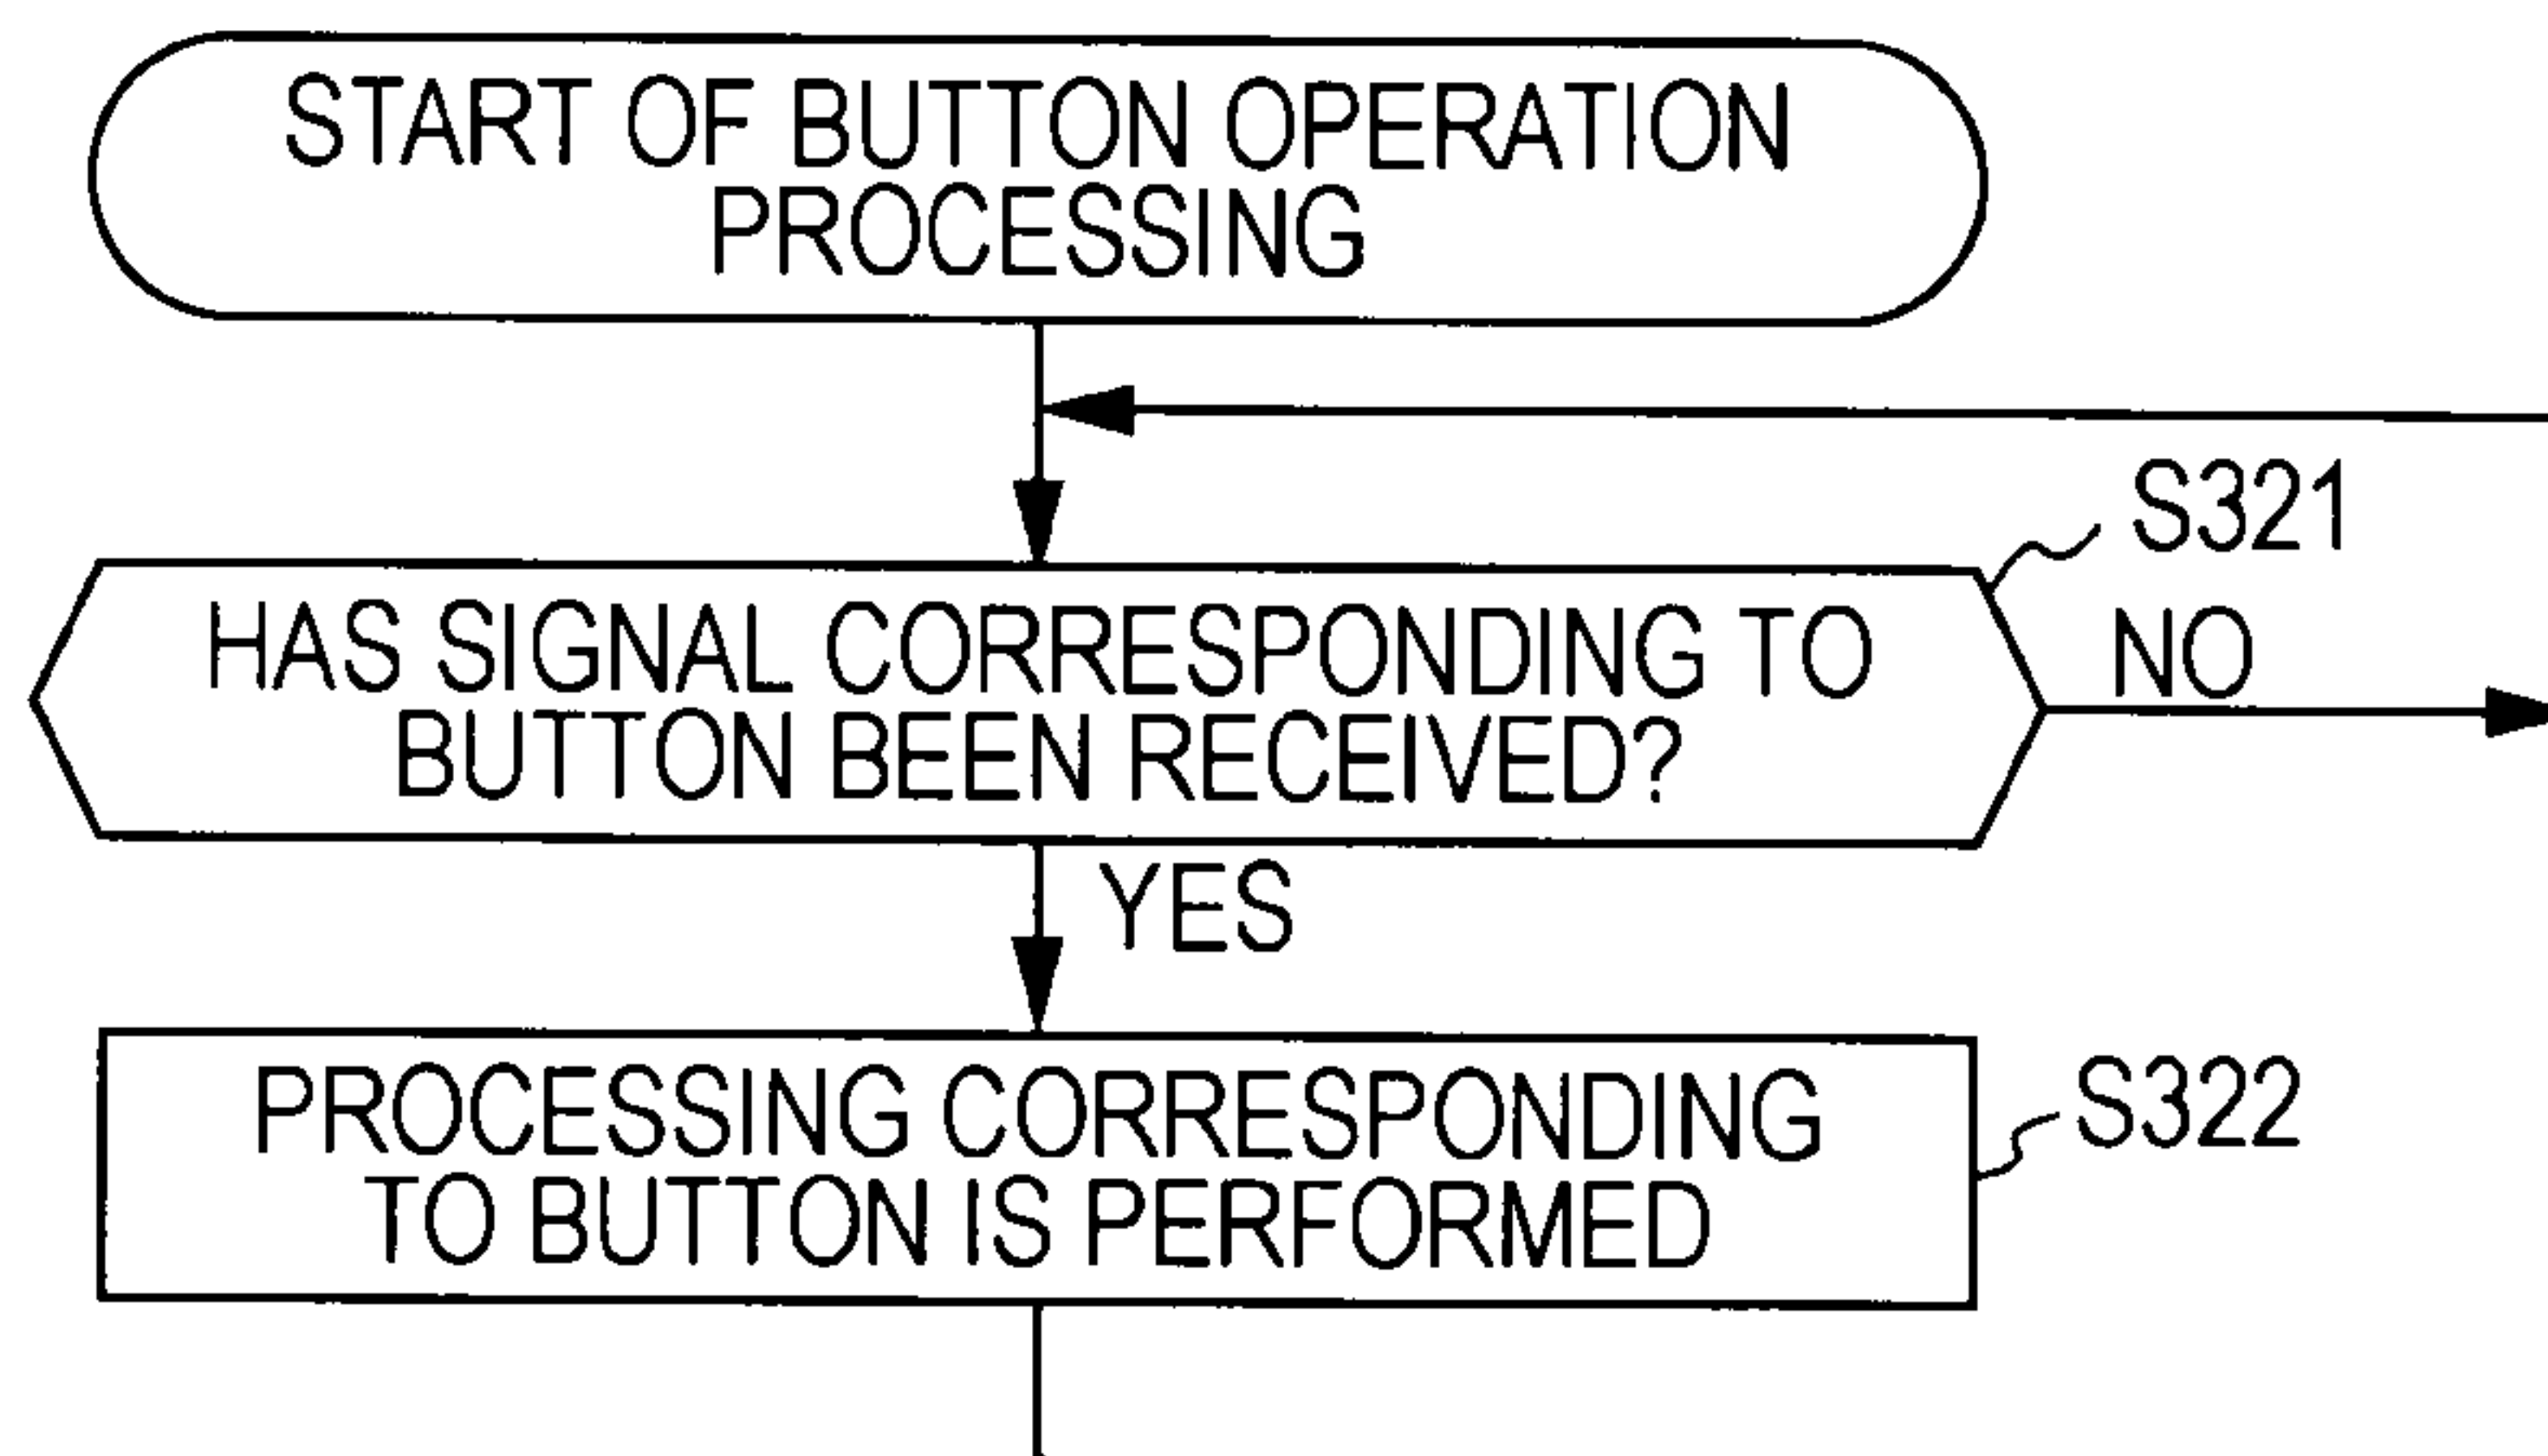 START OF BUTTON OPERATION
PROCESSING
S321
HAS SIGNAL CORRESPONDING TO
BUTTON BEEN RECEIVED?
NO
YES
PROCESSING CORRESPONDING
TO BUTTON IS PERFORMED
S322